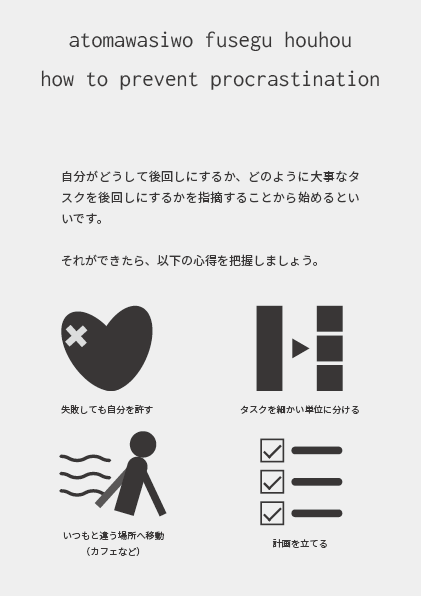 atomawasiwo fusegu houhou
how to prevent procrastination
自分がどうして後回しにするか、どのように大事なタ
スクを後回しにするかを指摘することから始めるとい
いです。
それができたら、以下の心得を把握しましょう。
失敗しても自分を許す
タスクを細かい単位に分ける
いつもと違う場所へ移動
（カフェなど）
計画を立てる